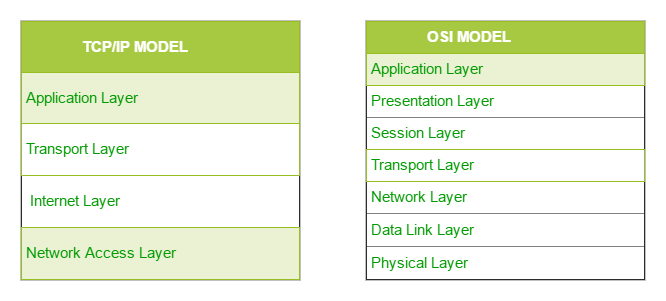 TCP/IP MODEL
Application Layer
Transport Layer
Internet Layer
Network Access Layer
OSI MODEL
Application Layer
Presentation Layer
Session Layer
Transport Layer
Network Layer
Data Link Layer
Physical Layer